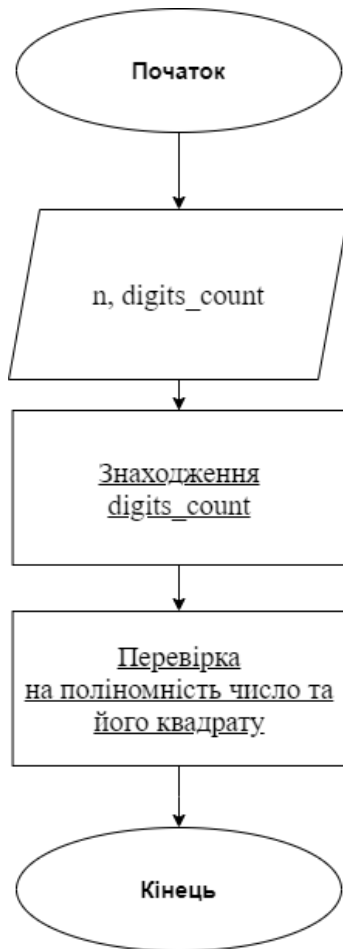 Початок
n, digits_count
Знаходження
digits_count
Перевірка
на поліномність число та
його квадрату
Кінець